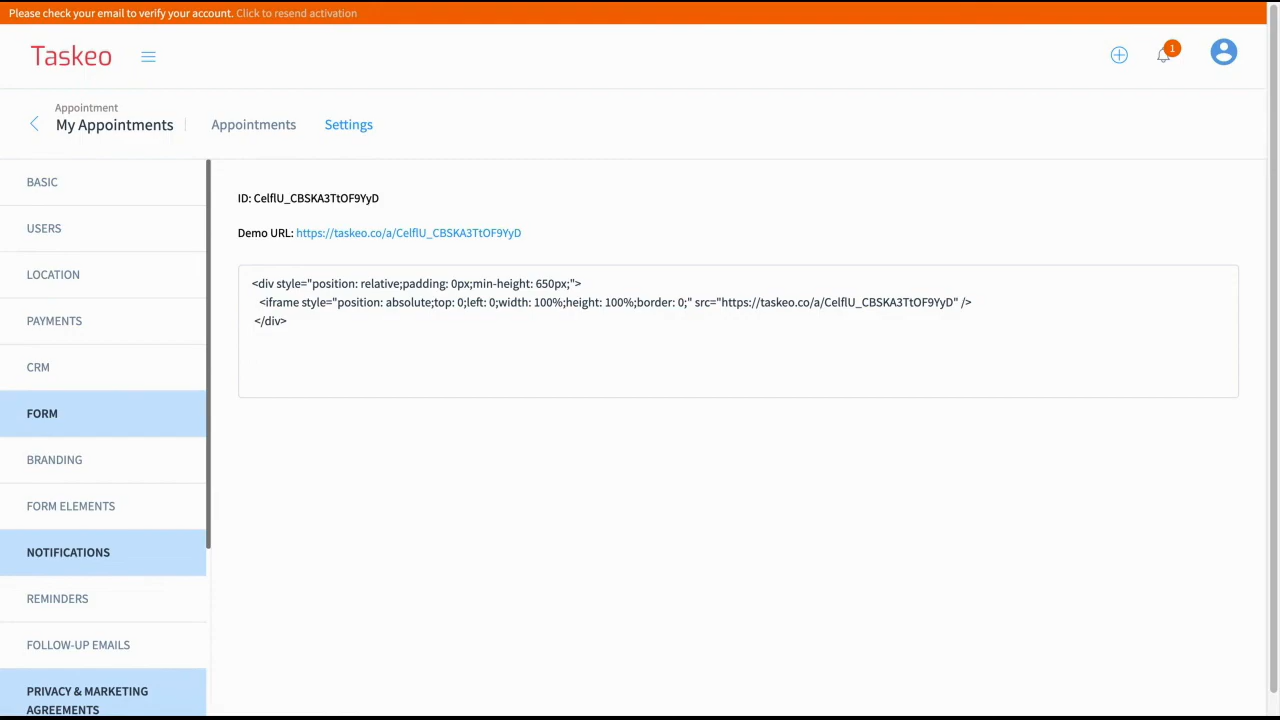 Please check your email to verify your account. Click to resend activation
Taskeo
1
Appointment
My Appointments
Appointments
Settings
BASIC
USERS
LOCATION
PAYMENTS
CRM
FORM
BRANDING
FORM ELEMENTS
NOTIFICATIONS
REMINDERS
FOLLOW-UP EMAILS
PRIVACY & MARKETING
AGREEMENTS
ID: CelflU_CBSKA3TtOF9YyD
Demo URL: https://taskeo.co/a/CelflU_CBSKA3TtOF9YyD
<div style="position: relative;padding: 0px;min-height: 650px;">
<iframe style="position: absolute;top: 0;left: 0;width: 100%;height: 100%;border: 0;" src="https://taskeo.co/a/CelflU_CBSKA3TtOF9YyD" />
</div>